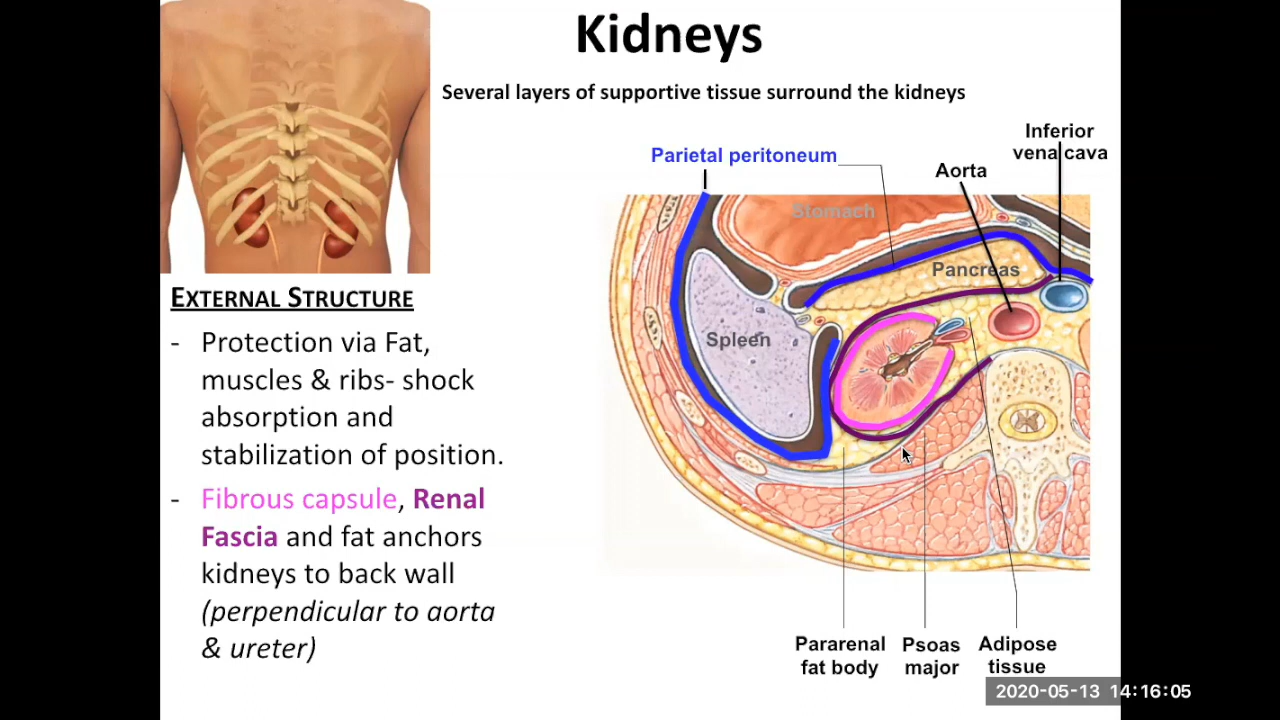 Kidneys
Several layers of supportive tissue surround the kidneys
Inferior
vena cava
Parietal peritoneum
Aorta
Stomach
Pancreas
Spleen
EXTERNAL STRUCTURE
- Protection via Fat,
muscles & ribs- shock
absorption and
stabilization of position.
- Fibrous capsule, Renal
Fascia and fat anchors
kidneys to back wall
(perpendicular to aorta
& ureter)
Pararenal
fat body
Psoas
major
Adipose
tissue
2020-05-13 14:16:05